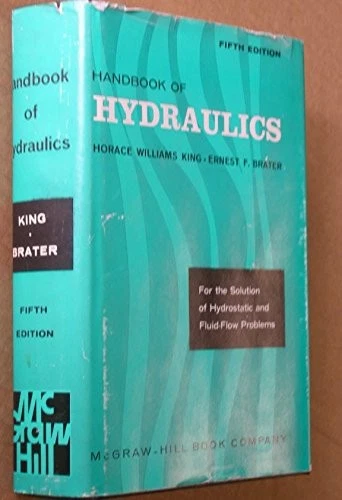 andbook
of
ydraulics
KING
·
BRATER
FIFTH
EDITION
Mc
Graw
Hill
FIFTH EDITION
HANDBOOK OF
HYDRAULICS
HORACE WILLIAMS KING · ERNEST F. BRATER
For the Solution
of Hydrostatic and
Fluid-Flow Problems
McGRAW-HILL BOOK COMPANY